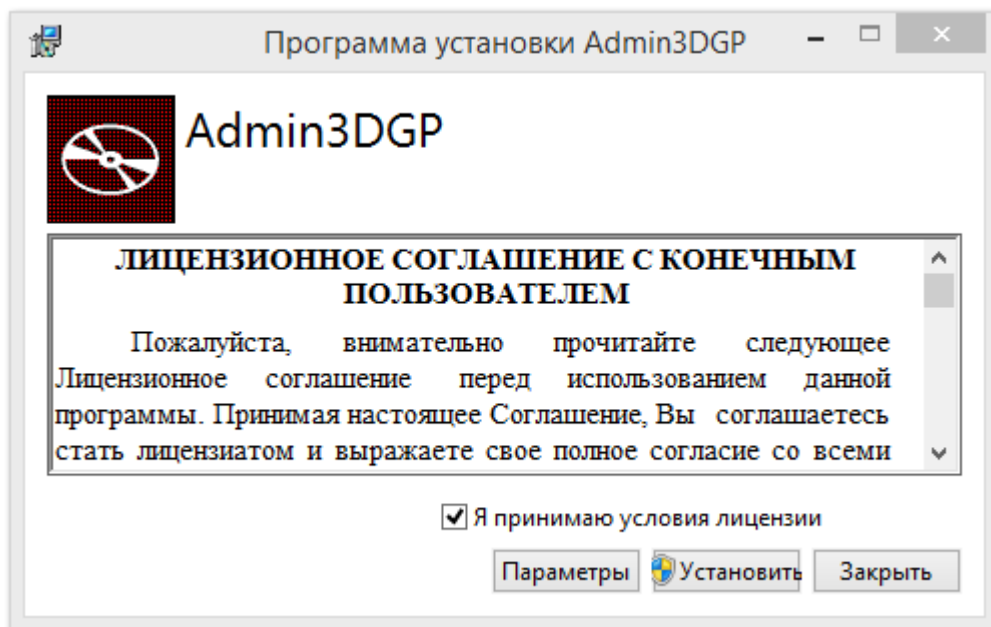 Программа установки Admin3DGP
Admin3DGP
ЛИЦЕНЗИОННОЕ СОГЛАШЕНИЕ С КОНЕЧНЫМ
ПОЛЬЗОВАТЕЛЕМ
Пожалуйста, внимательно прочитайте следующее
Лицензионное соглашение перед использованием данной
программы. Принимая настоящее Соглашение, Вы соглашаетесь
стать лицензиатом и выражаете свое полное согласие со всеми
Я принимаю условия лицензии
Параметры Установить Закрыть